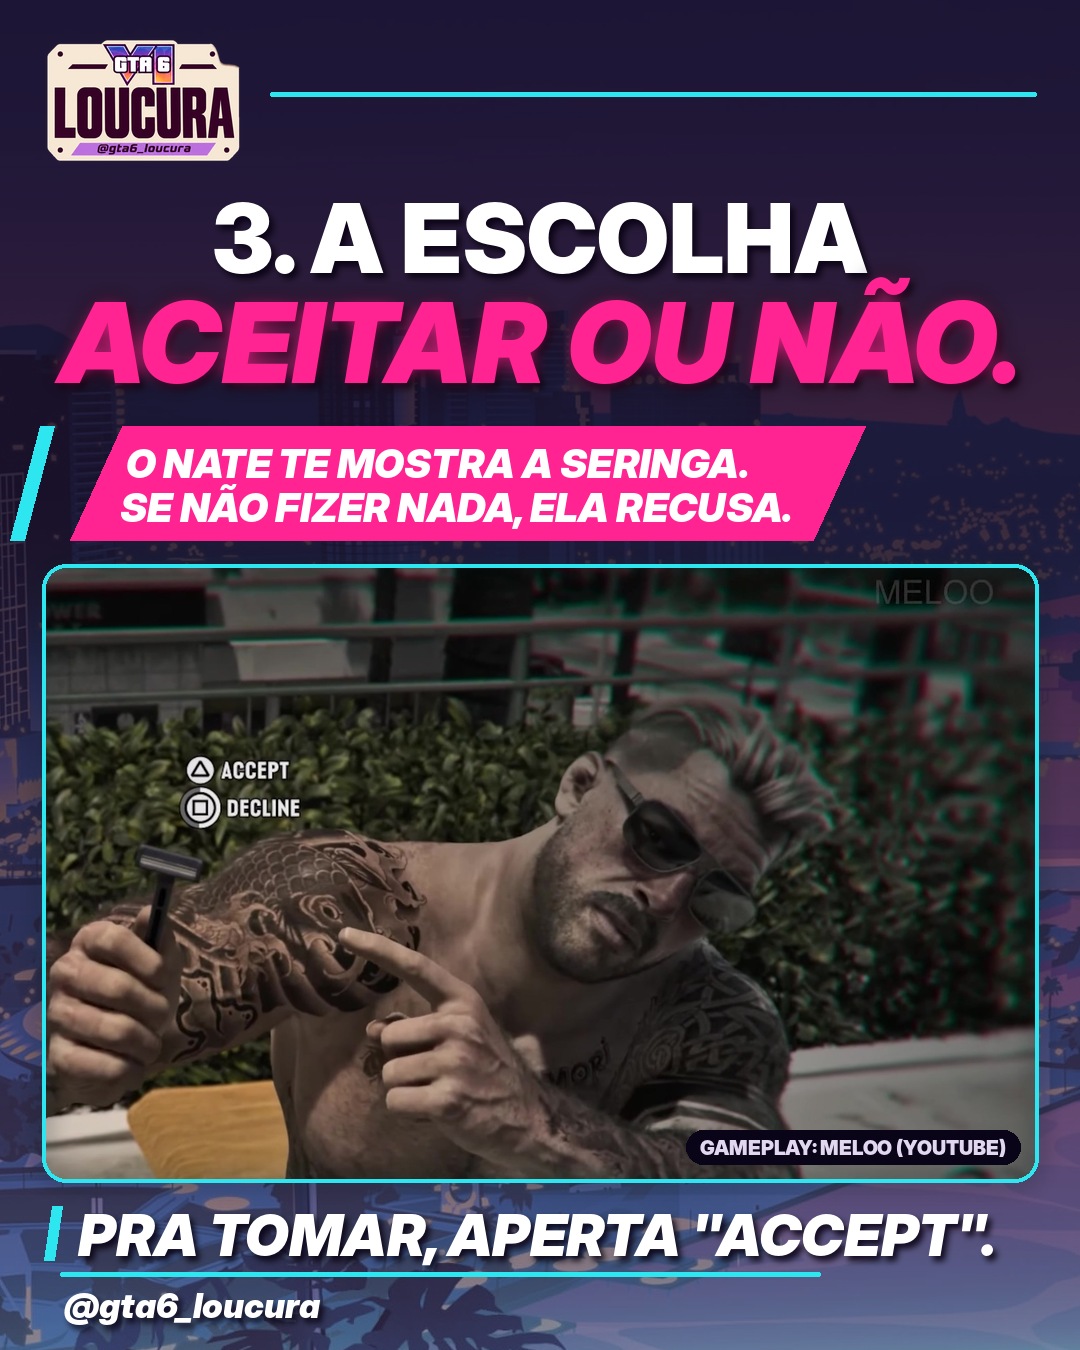 VI
GTA 6
LOUCURA
@gta6_loucura
3. A ESCOLHA
ACEITAR OU NÃO.
O NATE TE MOSTRA A SERINGA.
SE NÃO FIZER NADA, ELA RECUSA.
MELOO
ACCEPT
DECLINE
GAMEPLAY: MELOO (YOUTUBE)
PRA TOMAR, APERTA "ACCEPT".
@gta6_loucura